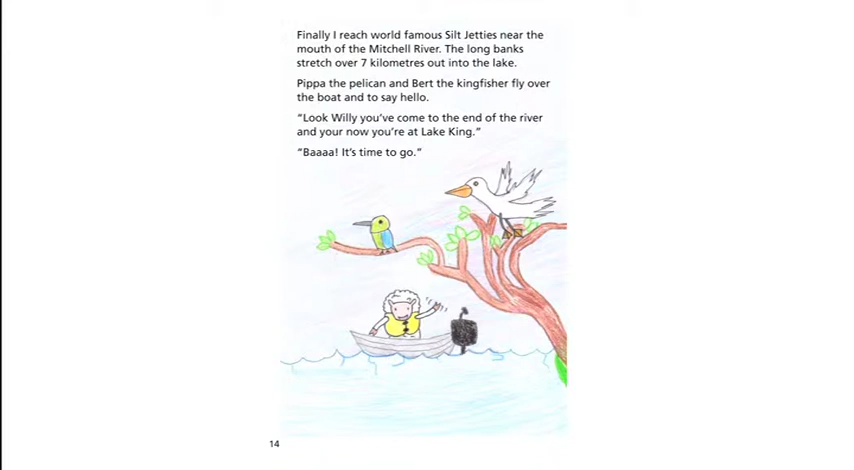 Finally I reach world famous Silt Jetties near the
mouth of the Mitchell River. The long banks
stretch over 7 kilometres out into the lake.
Pippa the pelican and Bert the kingfisher fly over
the boat and to say hello.
“Look Willy you’ve come to the end of the river
and your now you’re at Lake King.”
“Baaaa! It’s time to go.”
14